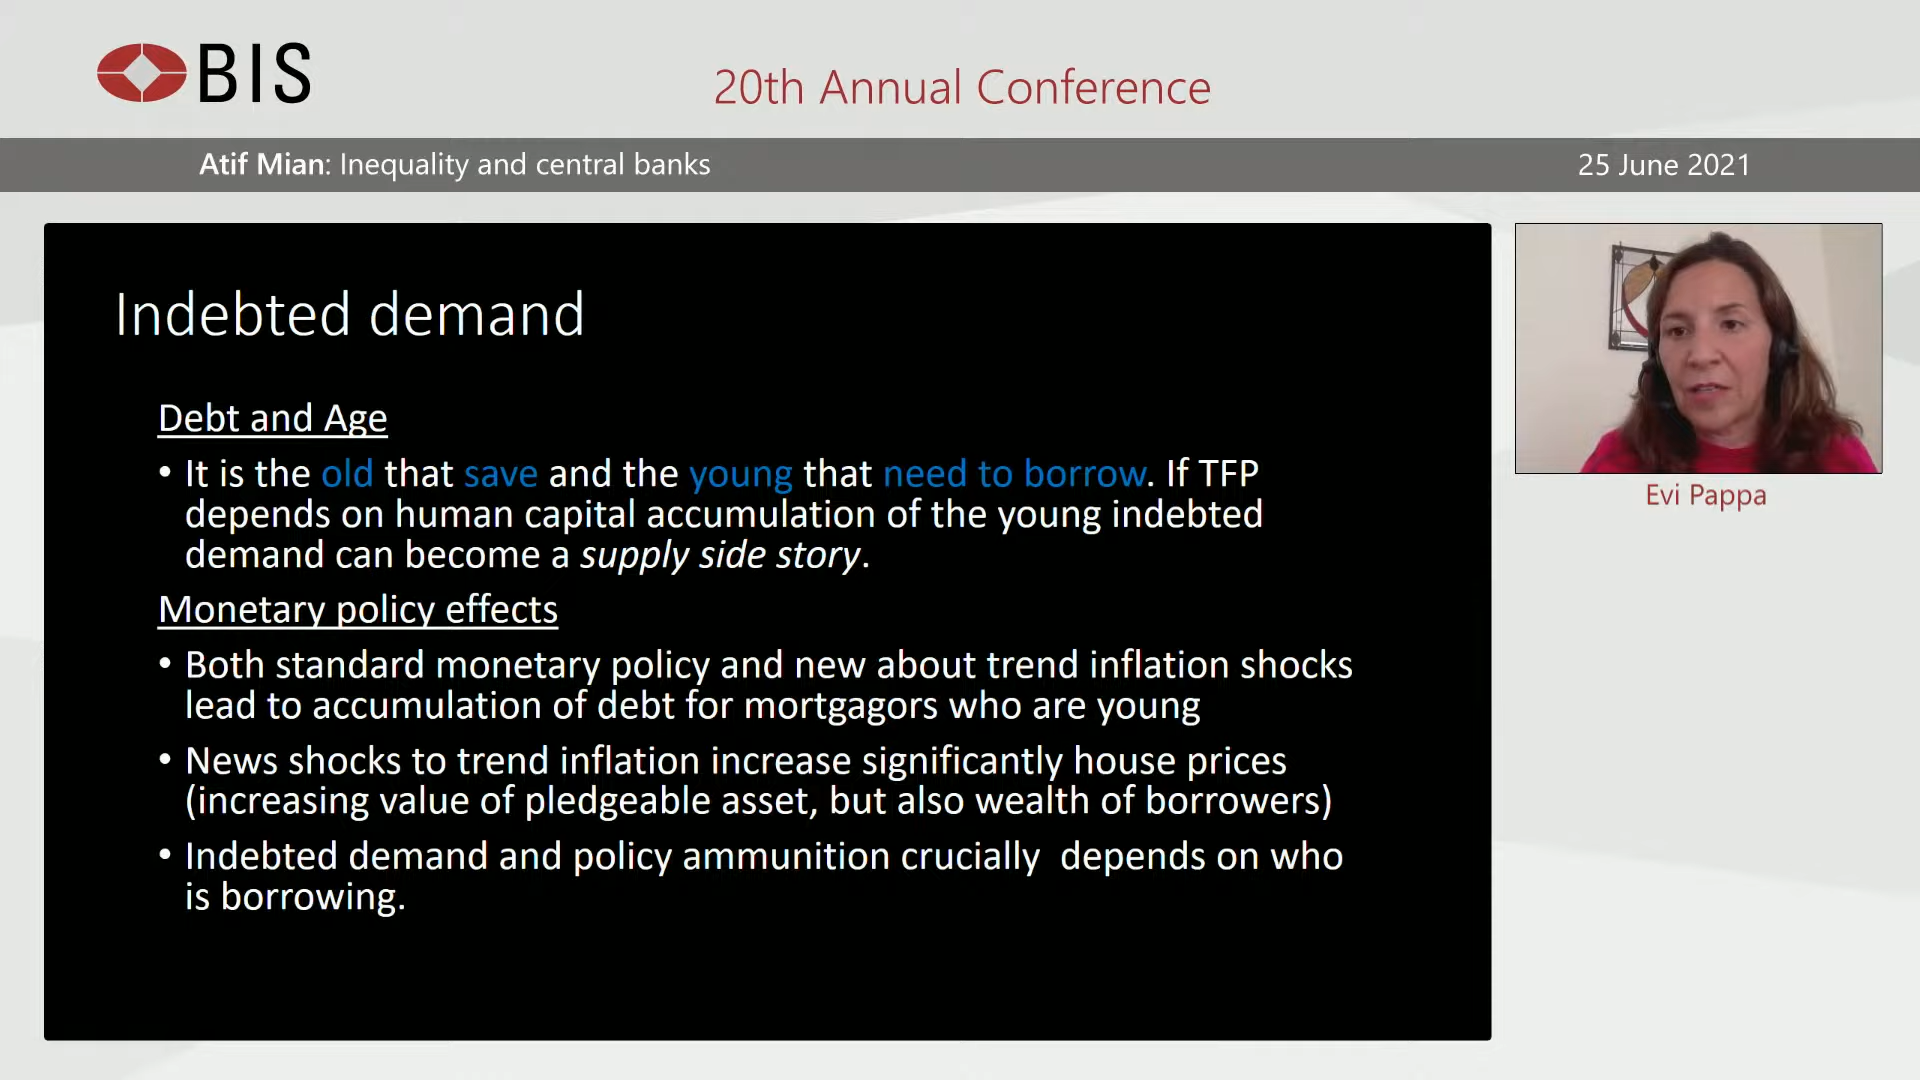 BIS
20th Annual Conference
Atif Mian: Inequality and central banks
25 June 2021
Indebted demand
Debt and Age
• It is the old that save and the young that need to borrow. If TFP
depends on human capital accumulation of the young indebted
demand can become a supply side story.
Monetary policy effects
• Both standard monetary policy and new about trend inflation shocks
lead to accumulation of debt for mortgagors who are young
• News shocks to trend inflation increase significantly house prices
(increasing value of pledgeable asset, but also wealth of borrowers)
• Indebted demand and policy ammunition crucially  depends on who
is borrowing.
Evi Pappa